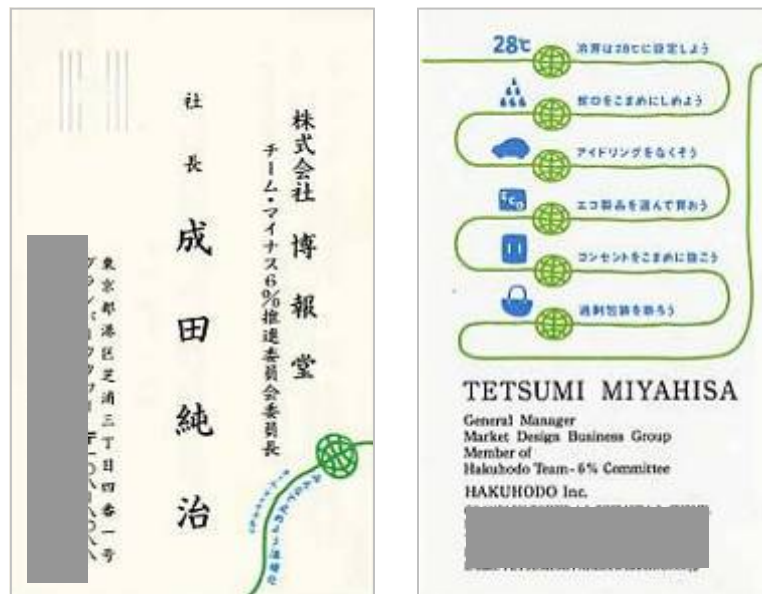 株式会社 博報堂
チーム・マイナス6%推進委員会委員長
社長 成田純治
東京都港区芝浦三丁目四番一号
28℃
冷房は28℃に設定しよう
蛇口をこまめにしめよう
アイドリングをなくそう
エコ製品を選んで買おう
コンセントをこまめに抜こう
過剰包装を断ろう
TETSUMI MIYAHISA
General Manager
Market Design Business Group
Member of
Hakuhodo Team-6% Committee
HAKUHODO Inc.